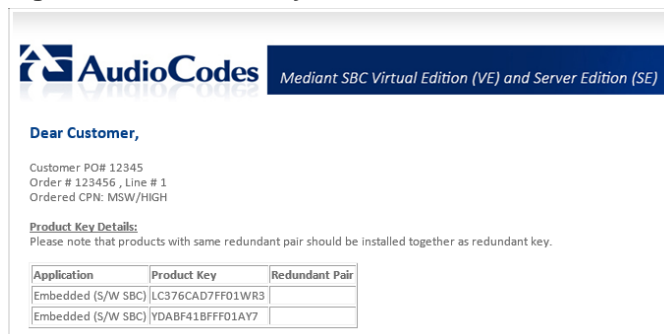 AudioCodes
Mediant SBC Virtual Edition (VE) and Server Edition (SE)
Dear Customer,
Customer PO# 12345
Order # 123456 , Line # 1
Ordered CPN: MSW/HIGH
Product Key Details:
Please note that products with same redundant pair should be installed together as redundant key.
Application Product Key Redundant Pair
Embedded (S/W SBC) LC376CAD7FF01WR3
Embedded (S/W SBC) YDABF41BFFF01AY7